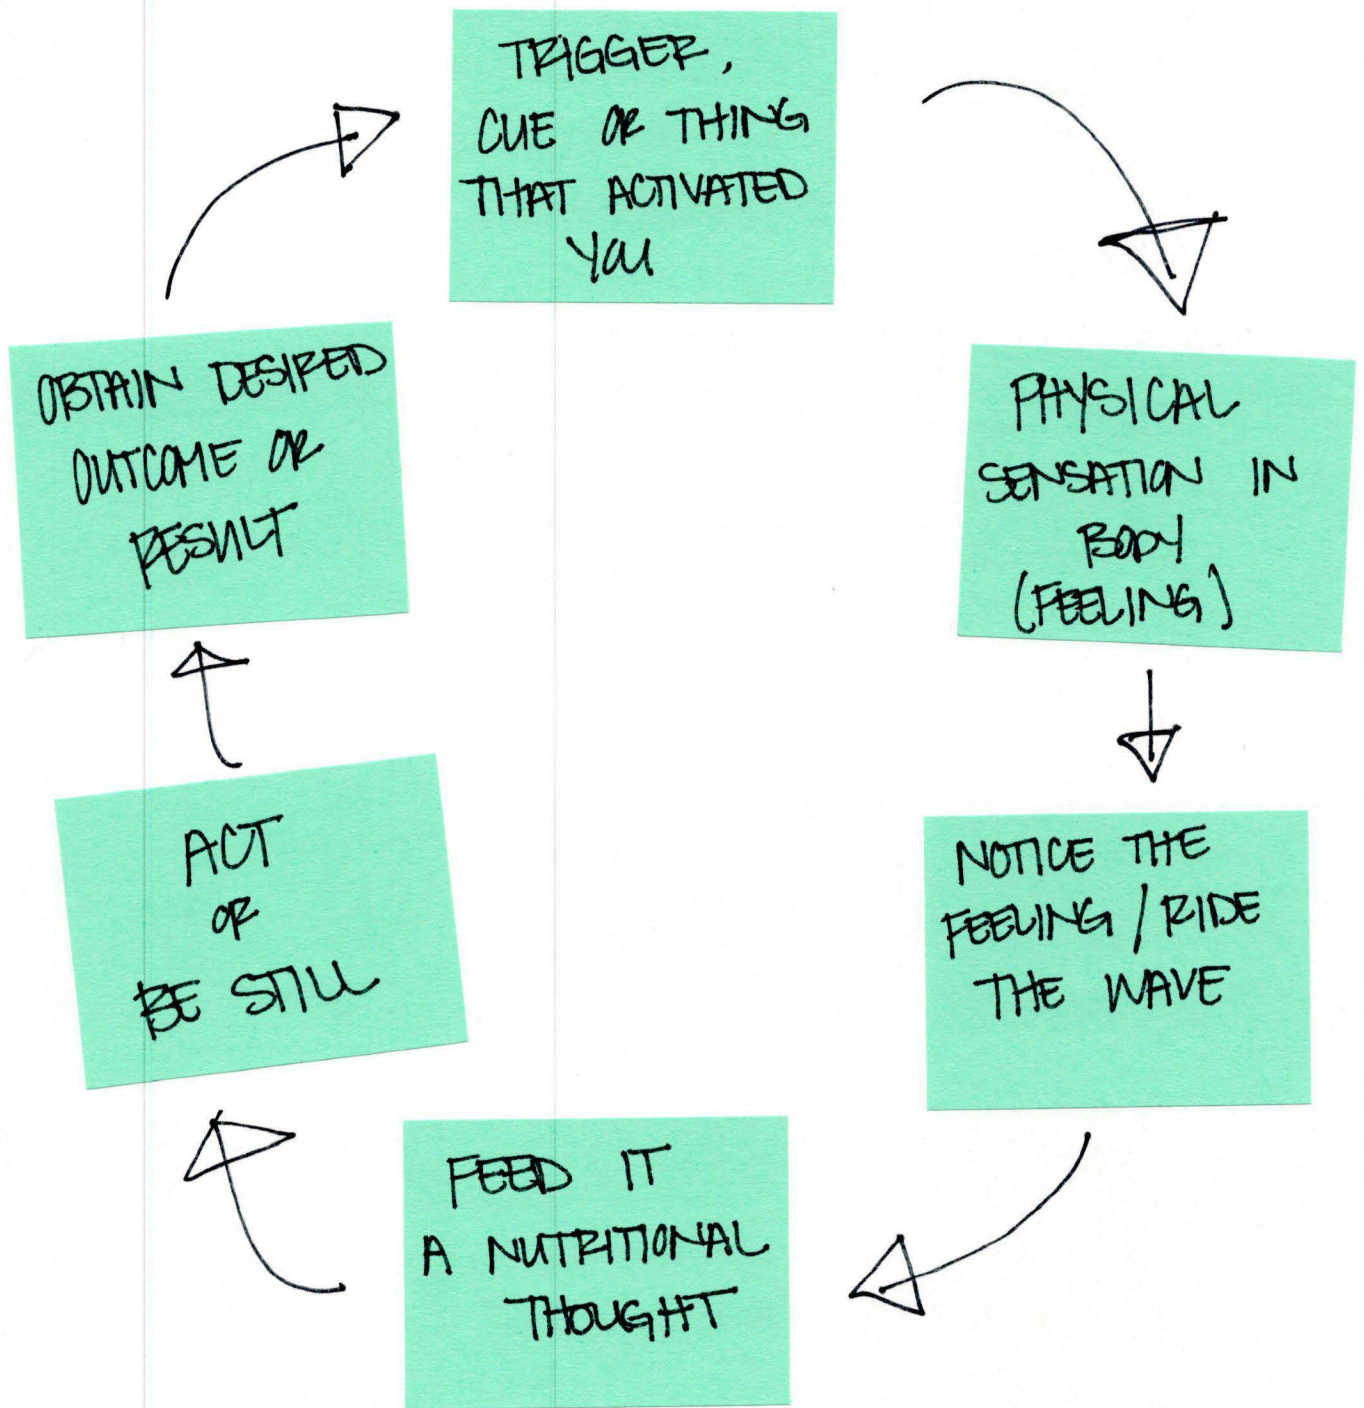 TRIGGER,
CUE OR THING
THAT ACTIVATED
YOU
PHYSICAL
SENSATION IN
BODY
(FEELING)
NOTICE THE
FEELING / RIDE
THE WAVE
FEED IT
A NUTRITIONAL
THOUGHT
ACT
OR
BE STILL
OBTAIN DESIRED
OUTCOME OR
RESULT